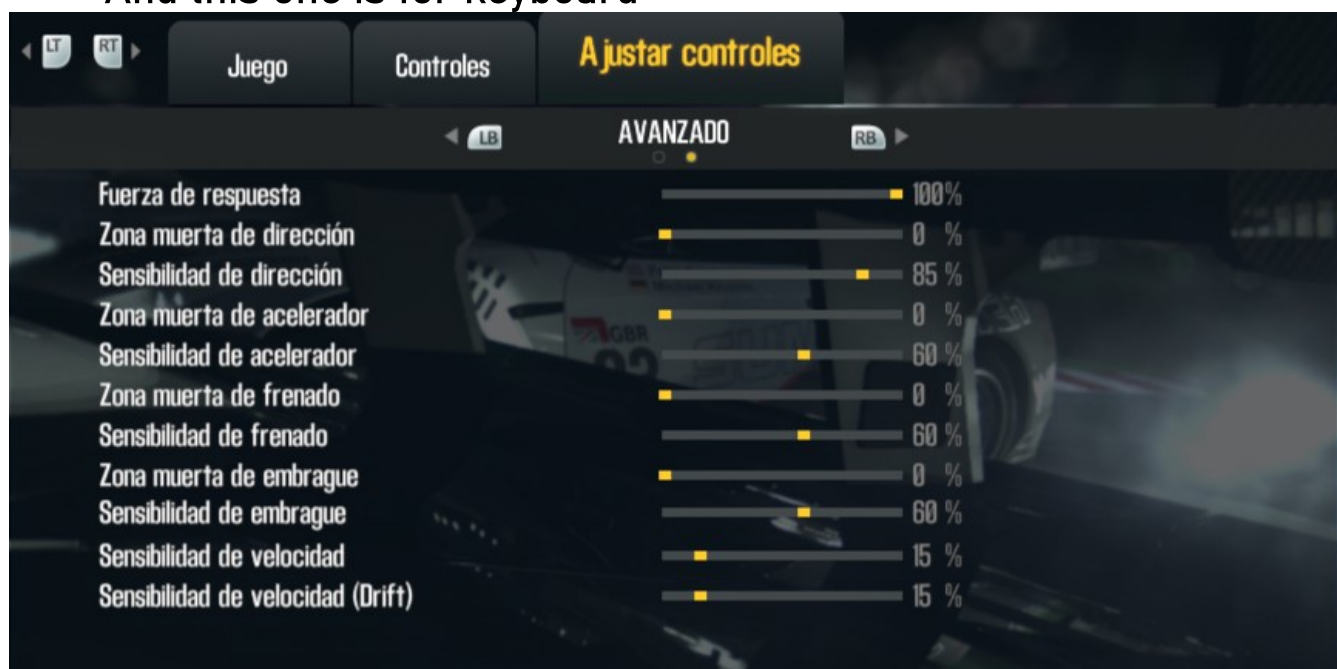 And this one is for Keyboard
LT RT Juego Controles Ajustar controles
LB AVANZADO RB
Fuerza de respuesta 100%
Zona muerta de dirección 0 %
Sensibilidad de dirección 85 %
Zona muerta de acelerador 0 %
Sensibilidad de acelerador 60 %
Zona muerta de frenado 0 %
Sensibilidad de frenado 60 %
Zona muerta de embrague 0 %
Sensibilidad de embrague 60 %
Sensibilidad de velocidad 15 %
Sensibilidad de velocidad (Drift) 15 %
GBR